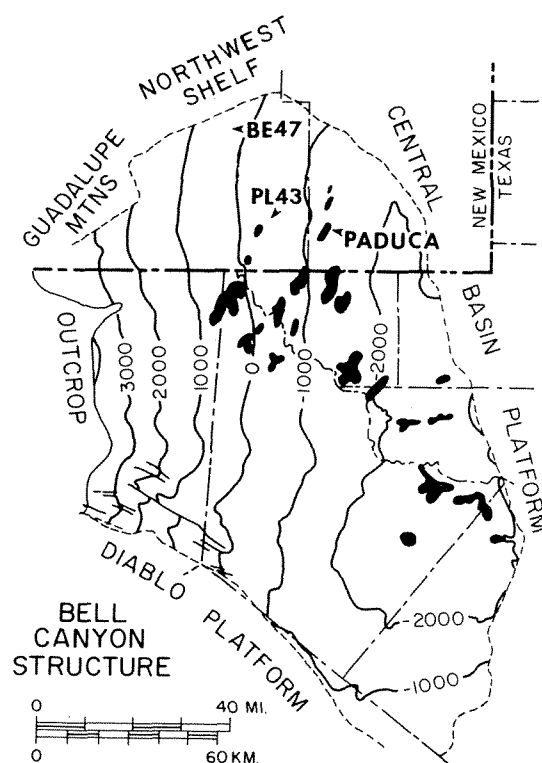 NORTHWEST
SHELF
BE47
GUADALUPE
MTNS
CENTRAL
NEW MEXICO
TEXAS
PL43
PADUCA
BASIN
OUTCROP
3000
2000
1000
0
-1000
-2000
PLATFORM
DIABLO
PLATFORM
-2000
-1000
BELL
CANYON
STRUCTURE
0 40 MI.
0 60 KM.